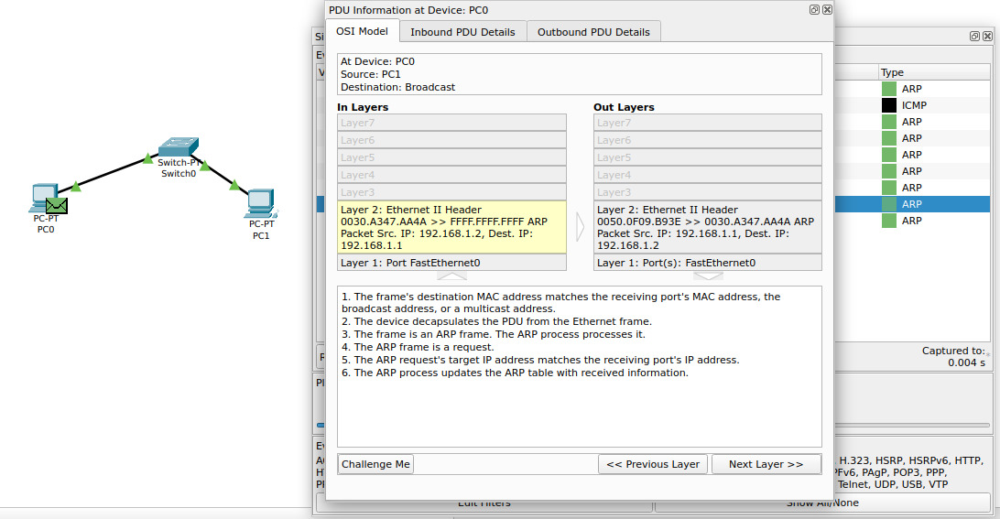 PDU Information at Device: PC0
OSI Model
Inbound PDU Details
Outbound PDU Details
At Device: PC0
Source: PC1
Destination: Broadcast
In Layers
Layer7
Layer6
Layer5
Layer4
Layer3
Layer 2: Ethernet II Header
0030.A347.AA4A >> FFFF.FFFF.FFFF ARP
Packet Src. IP: 192.168.1.2, Dest. IP:
192.168.1.1
Layer 1: Port FastEthernet0
Out Layers
Layer7
Layer6
Layer5
Layer4
Layer3
Layer 2: Ethernet II Header
0050.0F09.B93E >> 0030.A347.AA4A ARP
Packet Src. IP: 192.168.1.1, Dest. IP:
192.168.1.2
Layer 1: Port(s): FastEthernet0
1. The frame's destination MAC address matches the receiving port's MAC address, the
broadcast address, or a multicast address.
2. The device decapsulates the PDU from the Ethernet frame.
3. The frame is an ARP frame. The ARP process processes it.
4. The ARP frame is a request.
5. The ARP request's target IP address matches the receiving port's IP address.
6. The ARP process updates the ARP table with received information.
Challenge Me
<< Previous Layer
Next Layer >>
Switch-PT
Switch0
PC-PT
PC0
PC-PT
PC1
Type
ARP
ICMP
ARP
ARP
ARP
ARP
ARP
ARP
ARP
Captured to:
0.004 s
H.323, HSRP, HSRPv6, HTTP,
PFv6, PAgP, POP3, PPP,
Telnet, UDP, USB, VTP
Edit Filters
Show All/None